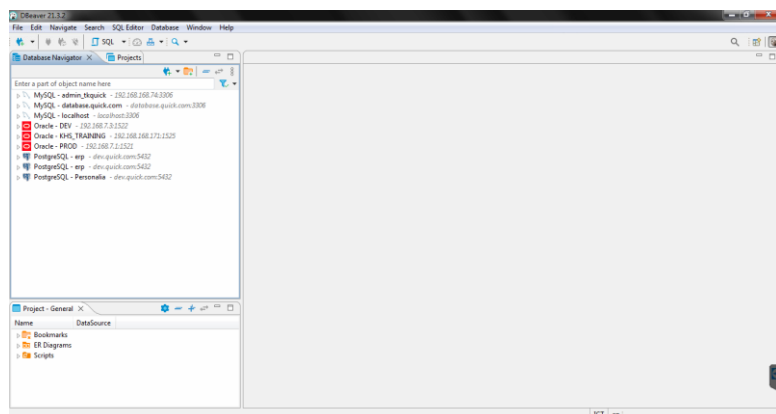 DBeaver 21.3.2
File Edit Navigate Search SQL Editor Database Window Help
SQL
Database Navigator Projects
Enter a part of object name here
MySQL - admin_tkquick - 192.168.168.74:3306
MySQL - database.quick.com - database.quick.com:3306
MySQL - localhost - localhost:3306
Oracle - DEV - 192.168.7.3:1522
Oracle - KHS_TRAINING - 192.168.168.171:1525
Oracle - PROD - 192.168.7.1:1521
PostgreSQL - erp - dev.quick.com:5432
PostgreSQL - erp - dev.quick.com:5432
PostgreSQL - Personalia - dev.quick.com:5432
Project - General
Name DataSource
Bookmarks
ER Diagrams
Scripts